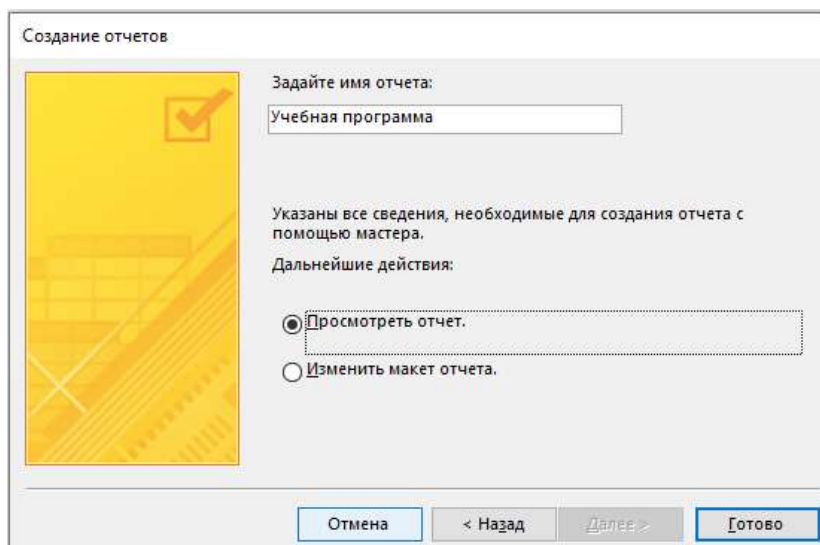 Создание отчетов
Задайте имя отчета:
Учебная программа
Указаны все сведения, необходимые для создания отчета с
помощью мастера.
Дальнейшие действия:
Просмотреть отчет.
Изменить макет отчета.
Отмена
< Назад
Далее >
Готово